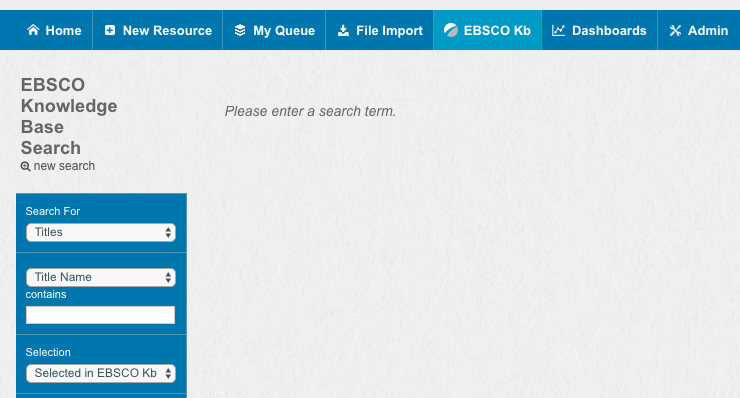 Home New Resource My Queue File Import EBSCO Kb Dashboards Admin
EBSCO
Knowledge
Base
Search
new search
Please enter a search term.
Search For
Titles
Title Name
contains
Selection
Selected in EBSCO Kb